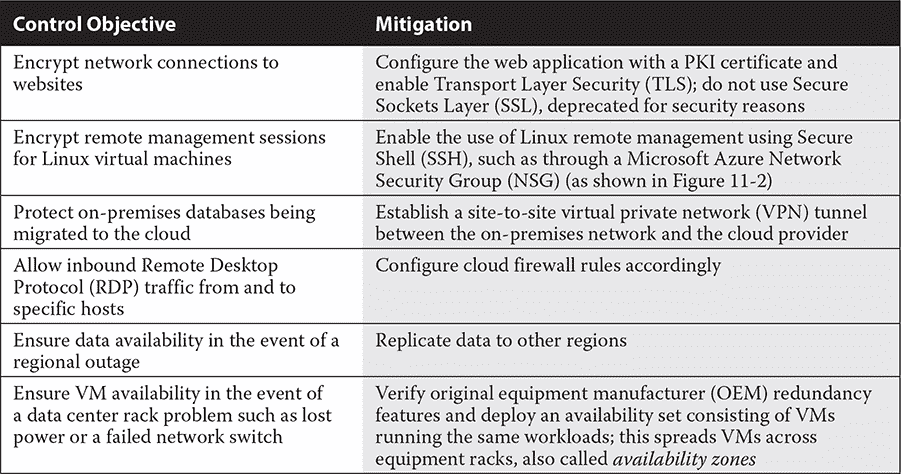 Control Objective
Mitigation
Encrypt network connections to
websites
Configure the web application with a PKI certificate and
enable Transport Layer Security (TLS); do not use Secure
Sockets Layer (SSL), deprecated for security reasons
Encrypt remote management sessions
for Linux virtual machines
Enable the use of Linux remote management using Secure
Shell (SSH), such as through a Microsoft Azure Network
Security Group (NSG) (as shown in Figure 11-2)
Protect on-premises databases being
migrated to the cloud
Establish a site-to-site virtual private network (VPN) tunnel
between the on-premises network and the cloud provider
Allow inbound Remote Desktop
Protocol (RDP) traffic from and to
specific hosts
Configure cloud firewall rules accordingly
Ensure data availability in the event of a
regional outage
Replicate data to other regions
Ensure VM availability in the event of
a data center rack problem such as lost
power or a failed network switch
Verify original equipment manufacturer (OEM) redundancy
features and deploy an availability set consisting of VMs
running the same workloads; this spreads VMs across
equipment racks, also called availability zones